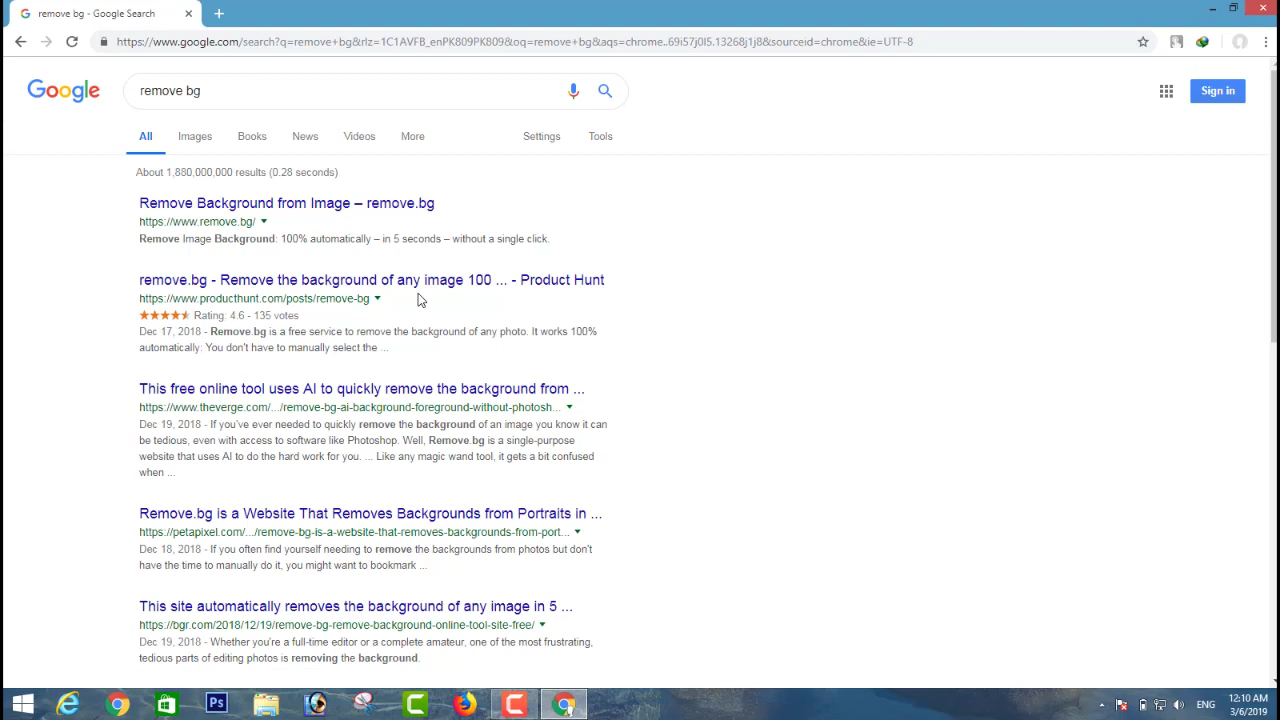 remove bg - Google Search
https://www.google.com/search?q=remove+bg&rlz=1C1AVFB_enPK809PK809&oq=remove+bg&aqs=chrome..69i57j0l5.13268j1j8&sourceid=chrome&ie=UTF-8
Google
remove bg
Sign in
All Images Books News Videos More Settings Tools
About 1,880,000,000 results (0.28 seconds)
Remove Background from Image – remove.bg
https://www.remove.bg/
Remove Image Background: 100% automatically – in 5 seconds – without a single click.
remove.bg - Remove the background of any image 100 ... - Product Hunt
https://www.producthunt.com/posts/remove-bg
Rating: 4.6 - 135 votes
Dec 17, 2018 - Remove.bg is a free service to remove the background of any photo. It works 100%
automatically: You don't have to manually select the ...
This free online tool uses AI to quickly remove the background from ...
https://www.theverge.com/.../remove-bg-ai-background-foreground-without-photosh...
Dec 19, 2018 - If you've ever needed to quickly remove the background of an image you know it can
be tedious, even with access to software like Photoshop. Well, Remove.bg is a single-purpose
website that uses AI to do the hard work for you. ... Like any magic wand tool, it gets a bit confused
when ...
Remove.bg is a Website That Removes Backgrounds from Portraits in ...
https://petapixel.com/.../remove-bg-is-a-website-that-removes-backgrounds-from-port...
Dec 18, 2018 - If you often find yourself needing to remove the backgrounds from photos but don't
have the time to manually do it, you might want to bookmark ...
This site automatically removes the background of any image in 5 ...
https://bgr.com/2018/12/19/remove-bg-remove-background-online-tool-site-free/
Dec 19, 2018 - Whether you're a full-time editor or a complete amateur, one of the most frustrating,
tedious parts of editing photos is removing the background.
Ps
ENG
12:10 AM
3/6/2019